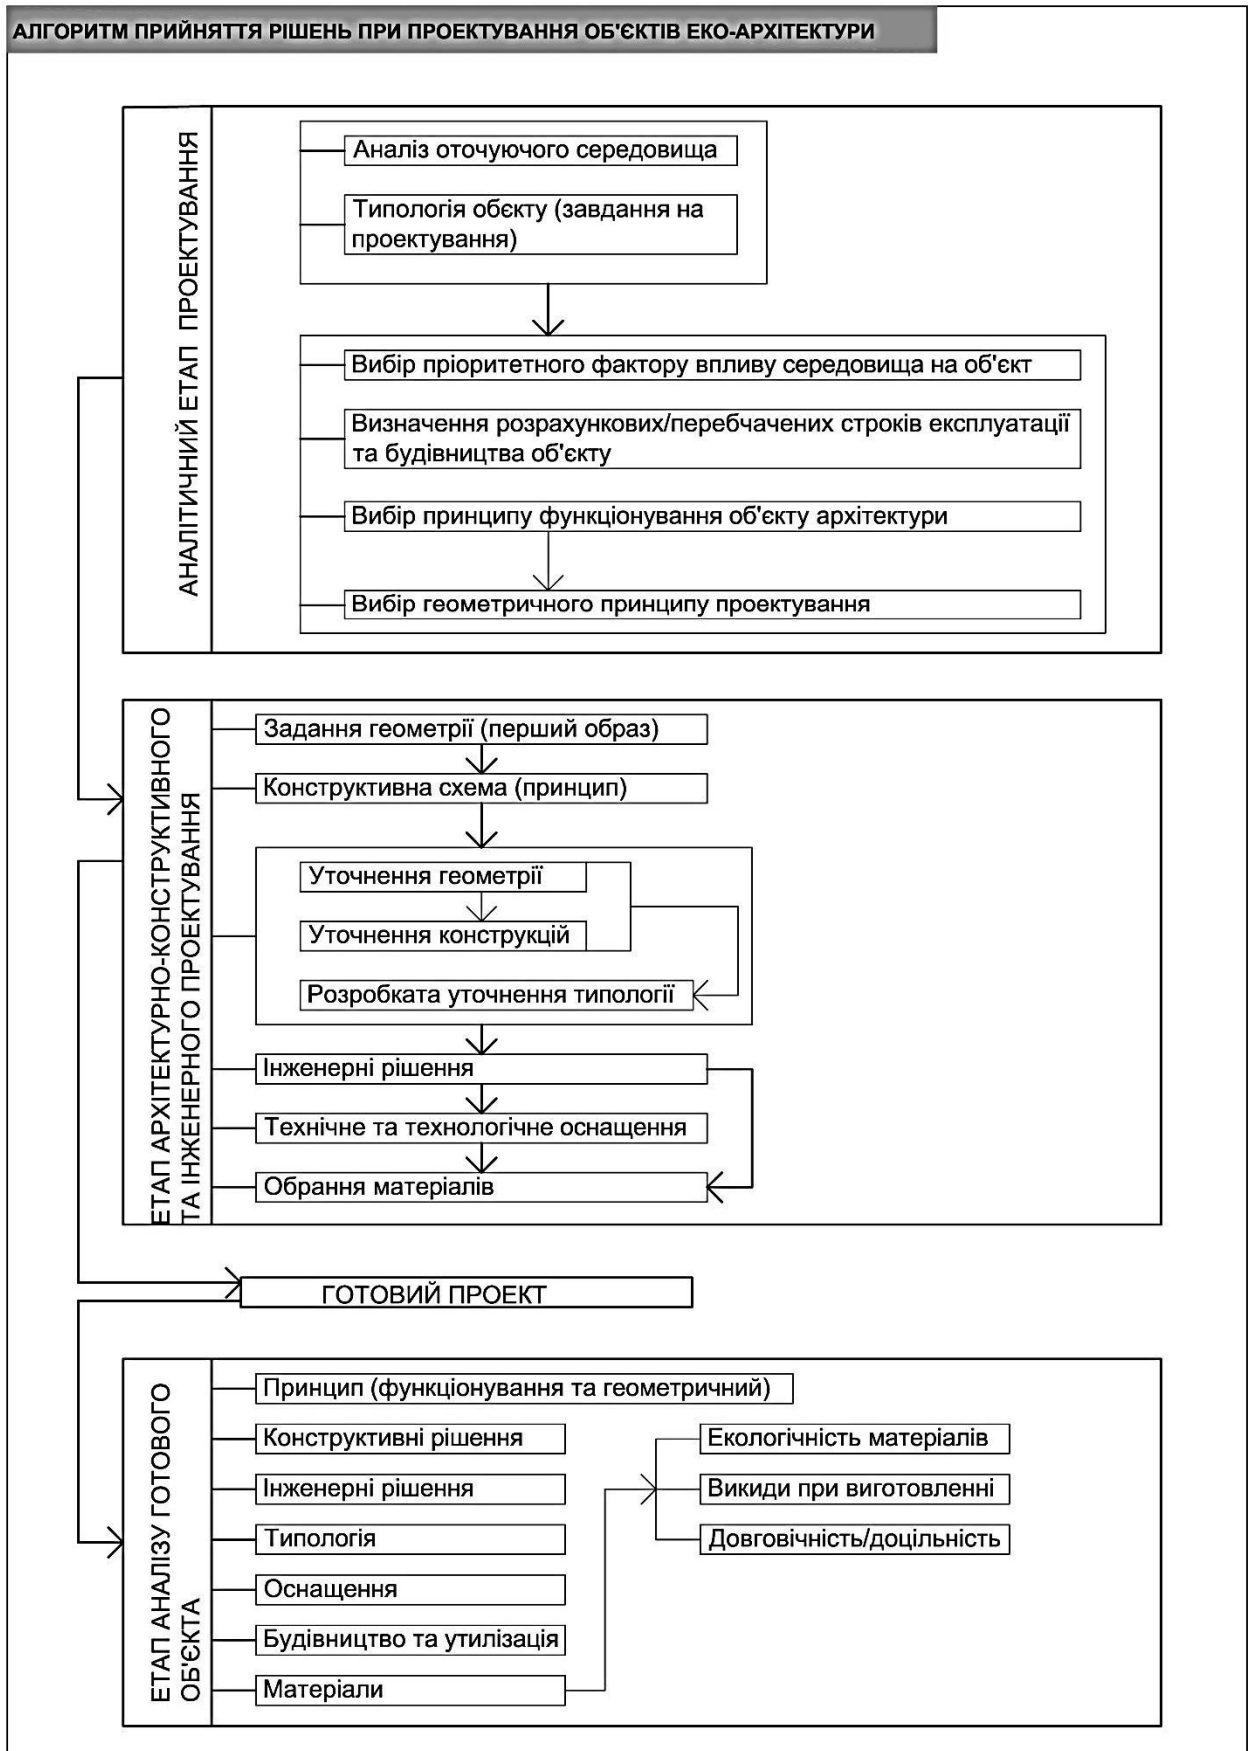 АЛГОРИТМ ПРИЙНЯТТЯ РІШЕНЬ ПРИ ПРОЕКТУВАННЯ ОБ'ЄКТІВ ЕКО-АРХІТЕКТУРИ
АНАЛІТИЧНИЙ ЕТАП ПРОЕКТУВАННЯ
Аналіз оточуючого середовища
Типологія обєкту (завдання на
проектування)
Вибір пріоритетного фактору впливу середовища на об'єкт
Визначення розрахункових/перебчачених строків експлуатації
та будівництва об'єкту
Вибір принципу функціонування об'єкту архітектури
Вибір геометричного принципу проектування
ЕТАП АРХІТЕКТУРНО-КОНСТРУКТИВНОГО
ТА ІНЖЕНЕРНОГО ПРОЕКТУВАННЯ
Задання геометрії (перший образ)
Конструктивна схема (принцип)
Уточнення геометрії
Уточнення конструкцій
Розробката уточнення типології
Інженерні рішення
Технічне та технологічне оснащення
Обрання матеріалів
ГОТОВИЙ ПРОЕКТ
ЕТАП АНАЛІЗУ ГОТОВОГО
ОБ'ЄКТА
Принцип (функціонування та геометричний)
Конструктивні рішення
Інженерні рішення
Типологія
Оснащення
Будівництво та утилізація
Матеріали
Екологічність матеріалів
Викиди при виготовленні
Довговічність/доцільність